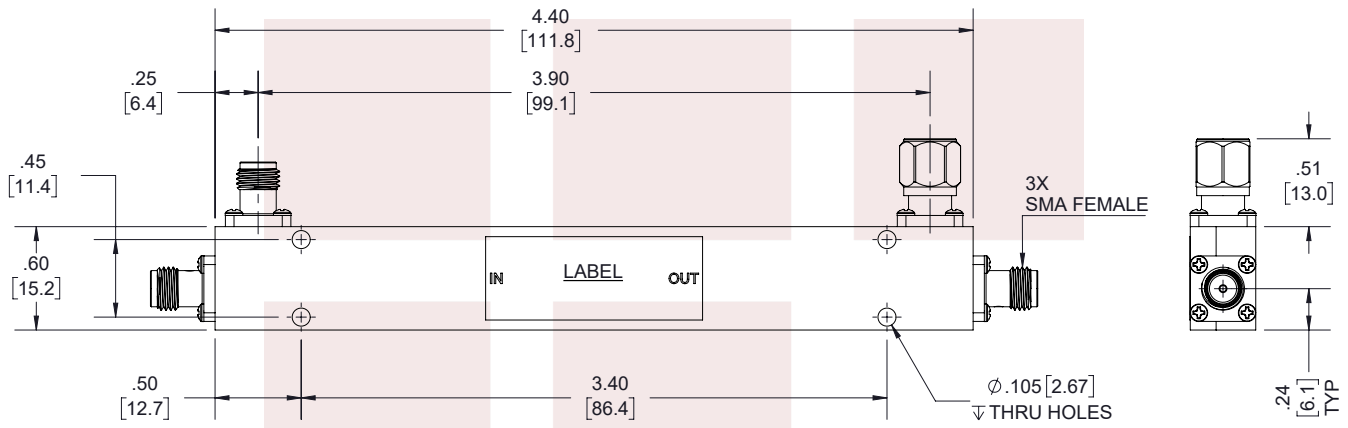 4.40
[111.8]
.25
[6.4]
3.90
[99.1]
.45
[11.4]
.51
[13.0]
3X
SMA FEMALE
.60
[15.2]
IN
LABEL
OUT
.50
[12.7]
3.40
[86.4]
Ø.105[2.67]
↧ THRU HOLES
.24
[6.1]
TYP